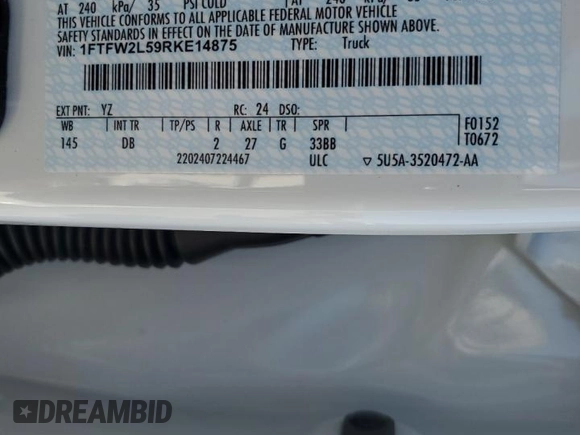 AT 240 kPa/ 35 PSI COLD AT 240 kPa/
THIS VEHICLE CONFORMS TO ALL APPLICABLE FEDERAL MOTOR VEHICLE
SAFETY STANDARDS IN EFFECT ON THE DATE OF MANUFACTURE SHOWN ABOVE.
VIN: 1FTFW2L59RKE14875 TYPE: Truck
EXT PNT: YZ RC: 24 DSO:
WB INT TR TP/PS R AXLE TR SPR
145 DB 2 27 G 33BB
2202407224467 ULC ▽ 5U5A-3520472-AA
F0152
T0672
DREAMBID